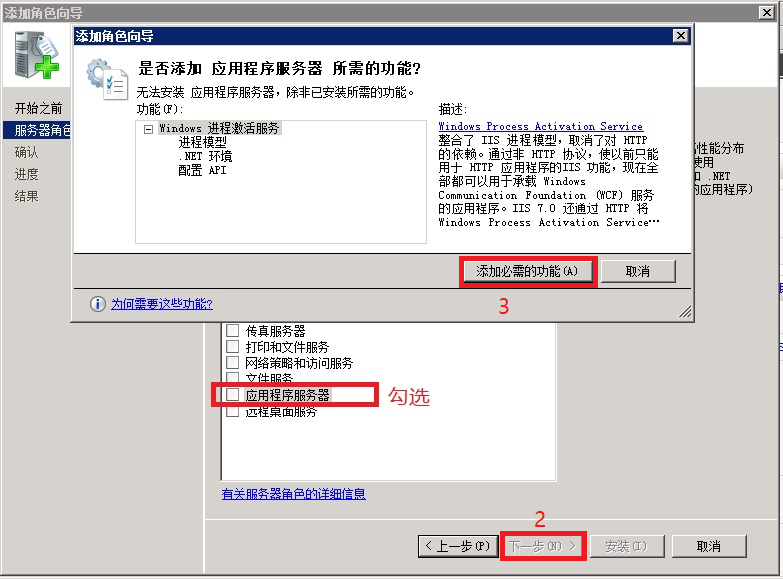 添加角色向导
添加角色向导
是否添加 应用程序服务器 所需的功能?
无法安装 应用程序服务器，除非已安装所需的功能。
功能(F):
Windows 进程激活服务
进程模型
.NET 环境
配置 API
描述:
Windows Process Activation Service
整合了 IIS 进程模型，取消了对 HTTP
的依赖。通过非 HTTP 协议，使以前只能
用于 HTTP 应用程序的IIS 功能，现在全
部都可以用于承载 Windows
Communication Foundation (WCF) 服务
的应用程序。IIS 7.0 还通过 HTTP 将
Windows Process Activation Service…
添加必需的功能(A)
取消
3
为何需要这些功能?
开始之前
服务器角色
确认
进度
结果
性能分布
使用
.NET
的应用程序)
传真服务器
打印和文件服务
网络策略和访问服务
文件服务
应用程序服务器
勾选
远程桌面服务
有关服务器角色的详细信息
2
< 上一步(P)
下一步(N) >
安装(I)
取消